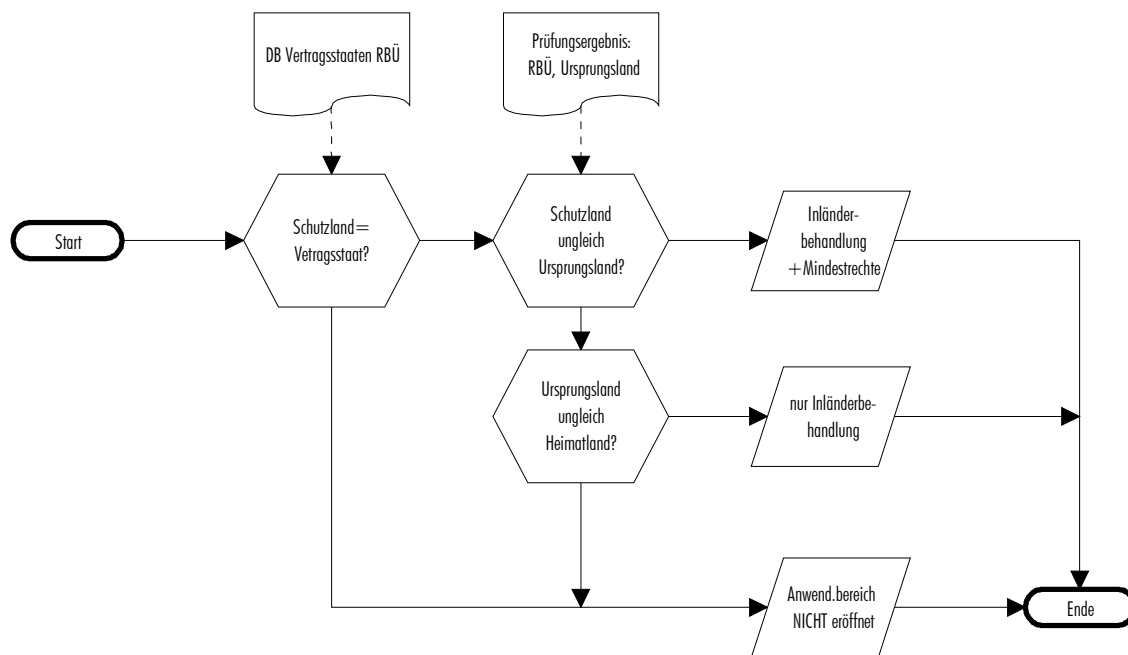 DB Vertragsstaaten RBÜ
Prüfungsergebnis:
RBÜ, Ursprungsland
Start
Schutzland=
Vetragsstaat?
Schutzland
ungleich
Ursprungsland?
Inländer-
behandlung
+Mindestrechte
Ursprungsland
ungleich
Heimatland?
nur Inländerbe-
handlung
Anwend.bereich
NICHT eröffnet
Ende